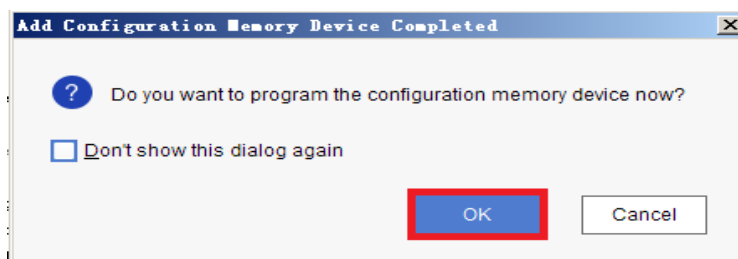 Add Configuration Memory Device Completed
? Do you want to program the configuration memory device now?
Don't show this dialog again
OK Cancel